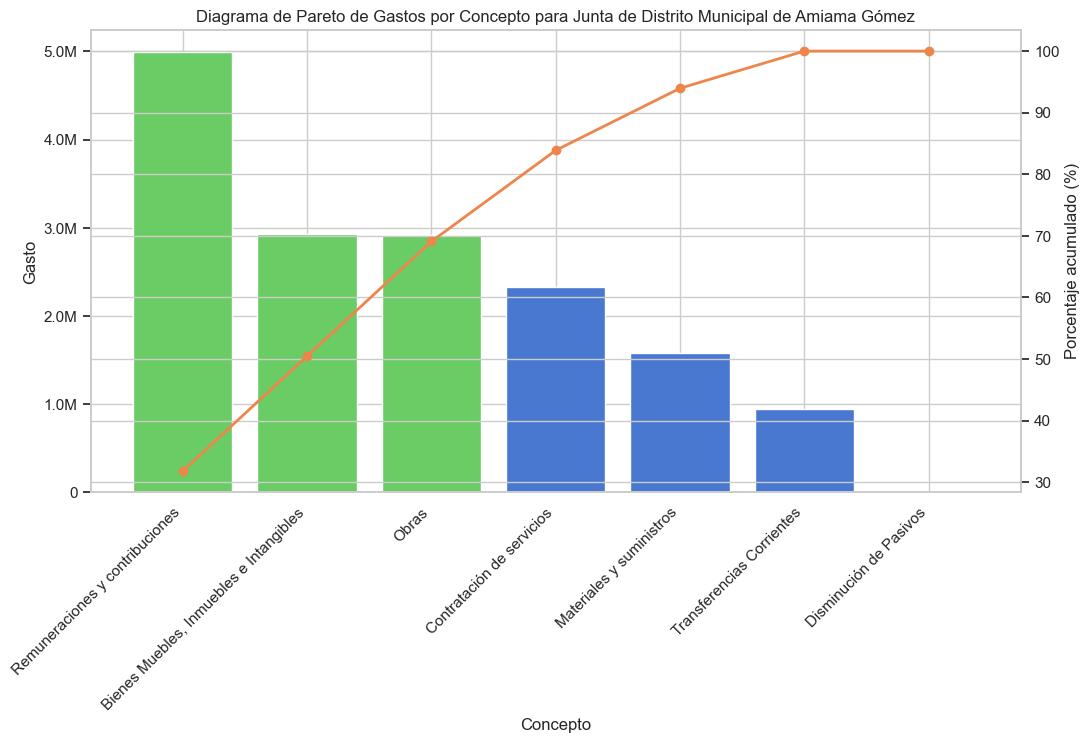 Diagrama de Pareto de Gastos por Concepto para Junta de Distrito Municipal de Amiama Gómez
5.0M
4.0M
3.0M
2.0M
1.0M
0
Gasto
100
90
80
70
60
50
40
30
Porcentaje acumulado (%)
Remuneraciones y contribuciones
Bienes Muebles, Inmuebles e Intangibles
Obras
Contratación de servicios
Materiales y suministros
Transferencias Corrientes
Disminución de Pasivos
Concepto